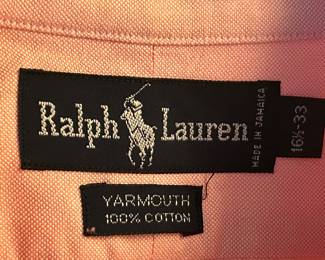 Ralph Lauren
MADE IN JAMAICA
16½-33
YARMOUTH
100% COTTON